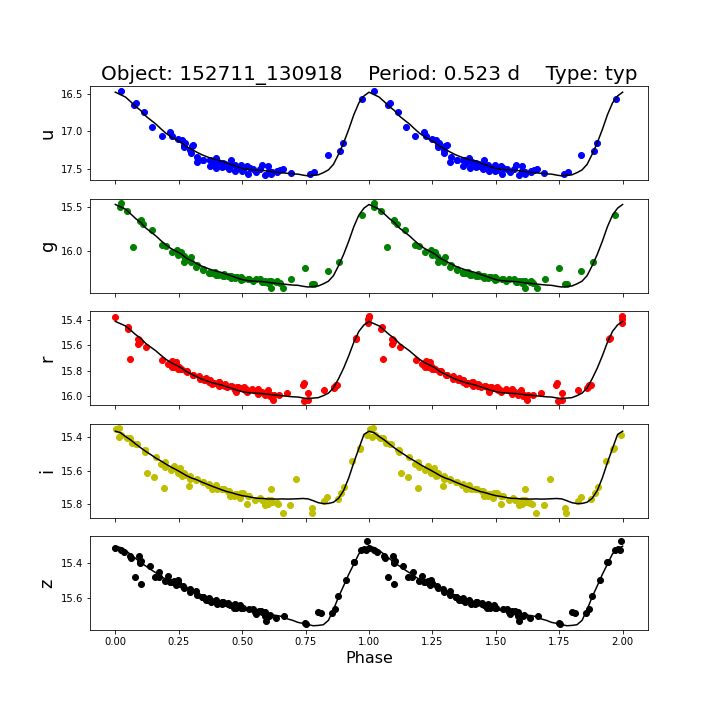 Object: 152711_130918    Period: 0.523 d    Type: typ
16.5
17.0
17.5
u
15.5
16.0
g
15.4
15.6
15.8
16.0
r
15.4
15.6
15.8
i
15.4
15.6
z
0.00 0.25 0.50 0.75 1.00 1.25 1.50 1.75 2.00
Phase